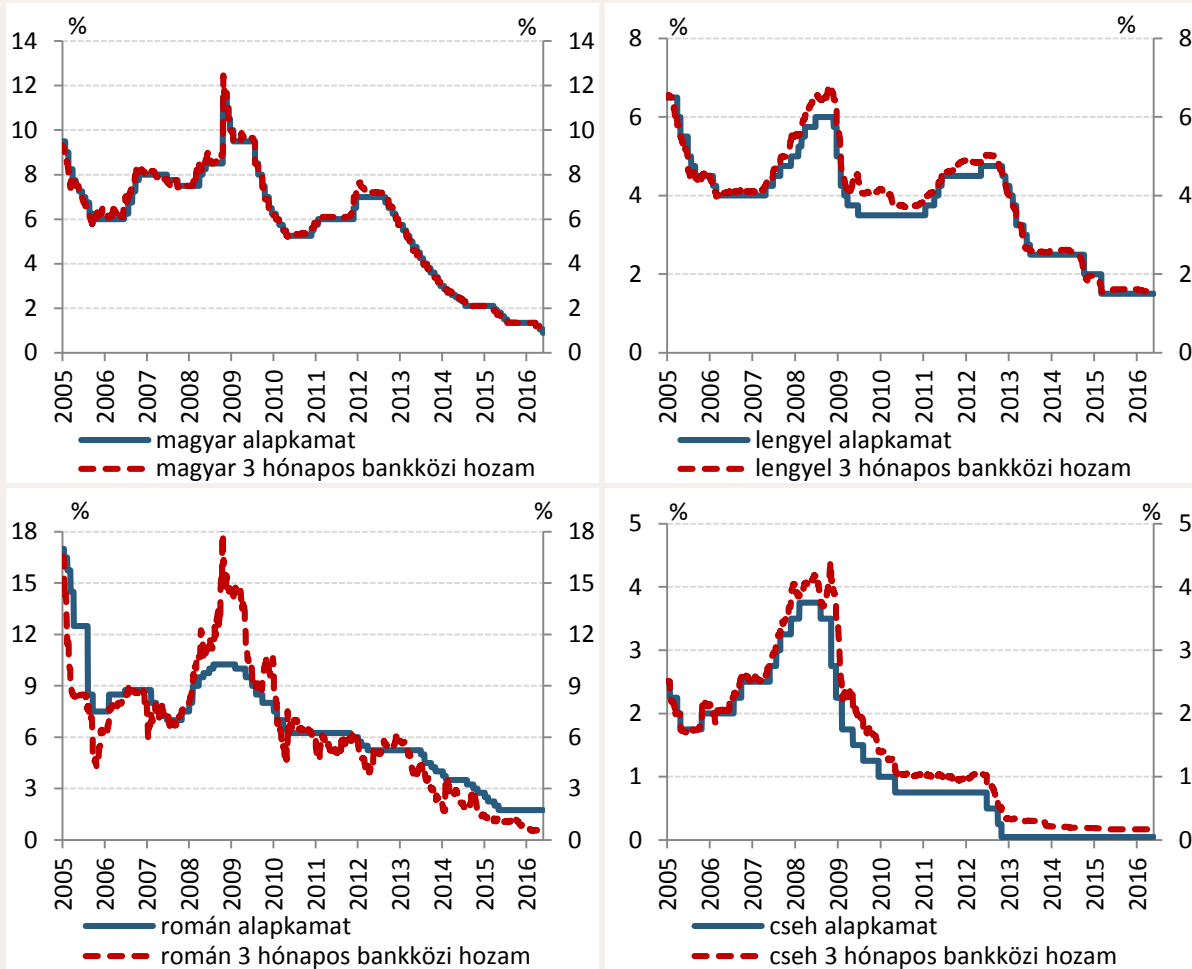 % %
14 14
12 12
10 10
8 8
6 6
4 4
2 2
0 0
2005 2006 2007 2008 2009 2010 2011 2012 2013 2014 2015 2016
magyar alapkamat
magyar 3 hónapos bankközi hozam
% %
8 8
6 6
4 4
2 2
0 0
2005 2006 2007 2008 2009 2010 2011 2012 2013 2014 2015 2016
lengyel alapkamat
lengyel 3 hónapos bankközi hozam
% %
18 18
15 15
12 12
9 9
6 6
3 3
0 0
2005 2006 2007 2008 2009 2010 2011 2012 2013 2014 2015 2016
román alapkamat
román 3 hónapos bankközi hozam
% %
5 5
4 4
3 3
2 2
1 1
0 0
2005 2006 2007 2008 2009 2010 2011 2012 2013 2014 2015 2016
cseh alapkamat
cseh 3 hónapos bankközi hozam